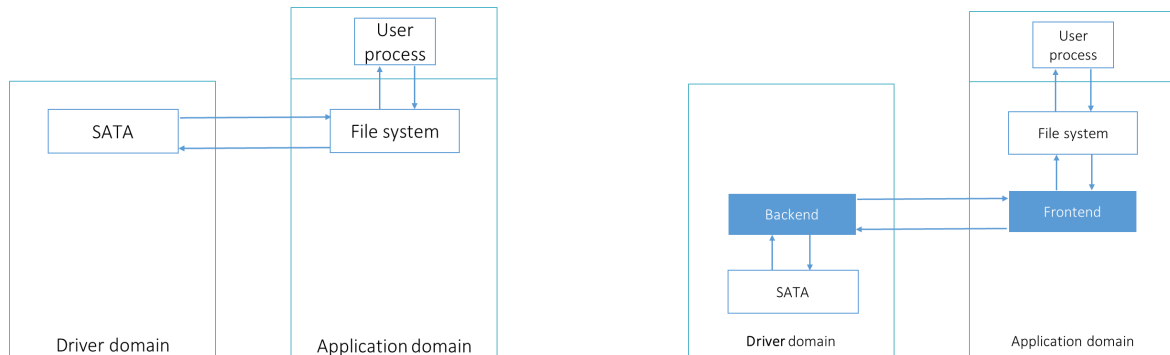 User
process
SATA
File system
Driver domain
Application domain
User
process
File system
Backend
Frontend
SATA
Driver domain
Application domain